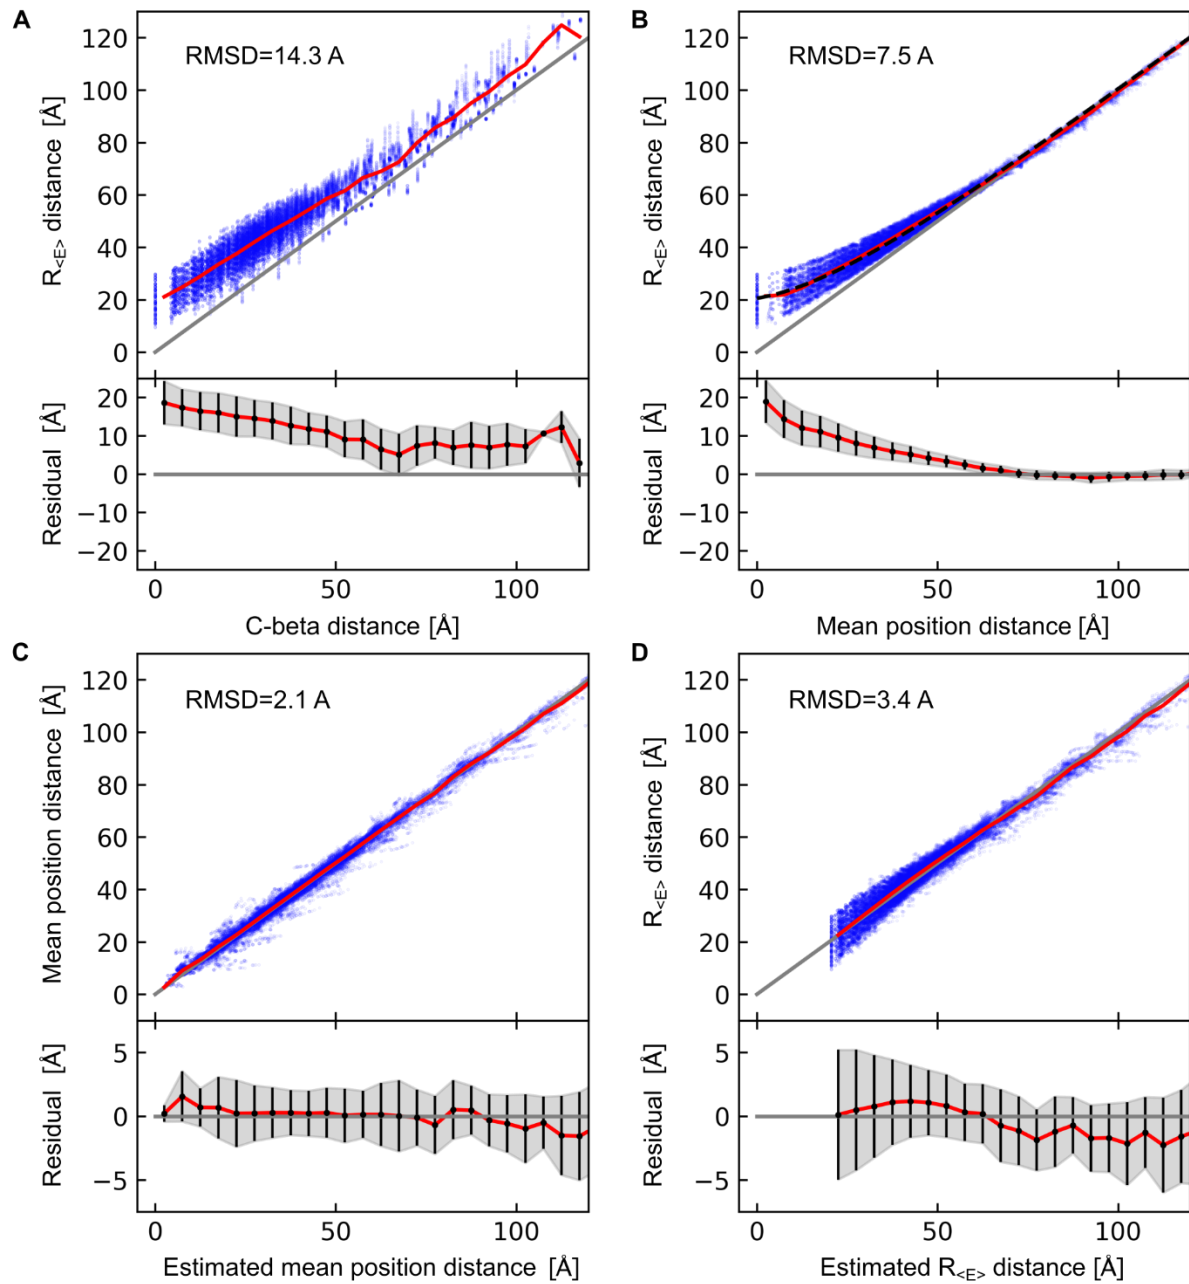 A
RMSD=14.3 A
120
100
80
60
40
20
0
R<E> distance [Å]
20
10
0
−10
−20
Residual [Å]
0
50
100
C-beta distance [Å]
B
RMSD=7.5 A
120
100
80
60
40
20
0
R<E> distance [Å]
20
10
0
−10
−20
Residual [Å]
0
50
100
Mean position distance [Å]
C
RMSD=2.1 A
120
100
80
60
40
20
0
Mean position distance [Å]
5
0
−5
Residual [Å]
0
50
100
Estimated mean position distance [Å]
D
RMSD=3.4 A
120
100
80
60
40
20
0
R<E> distance [Å]
5
0
−5
Residual [Å]
0
50
100
Estimated R<E> distance [Å]